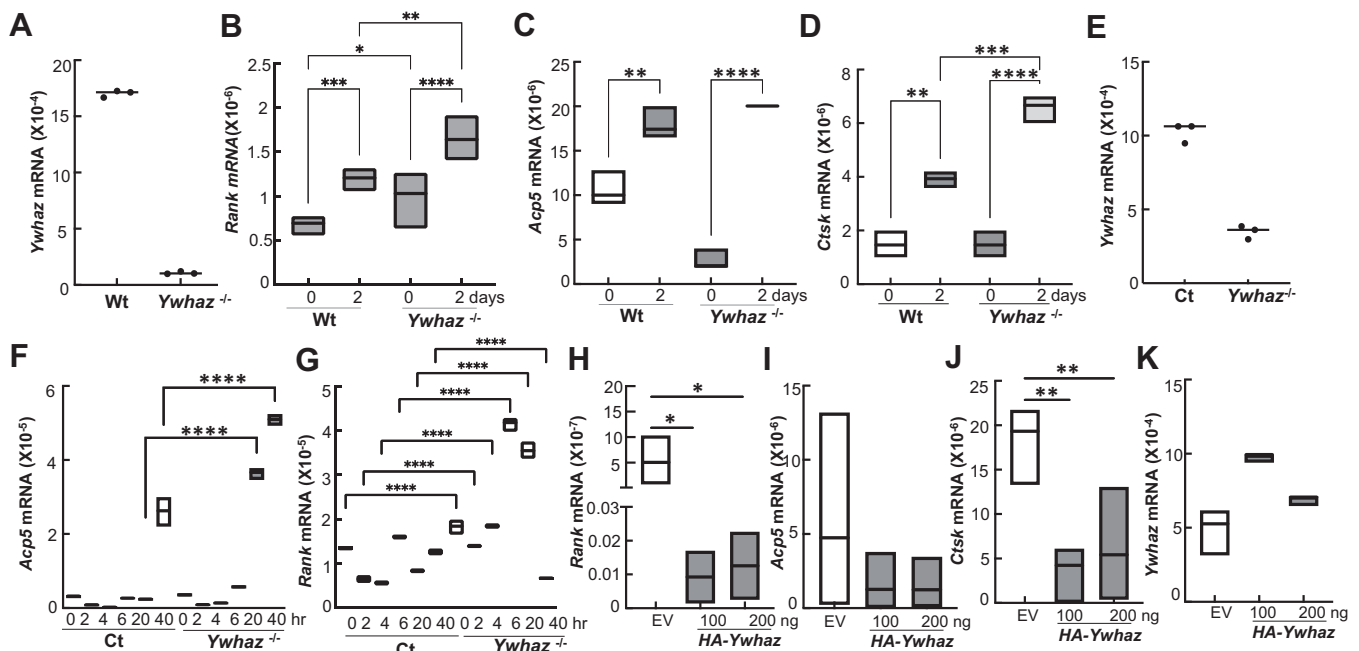 A
Ywhaz mRNA (X10-4)
20
15
10
5
0
Wt
Ywhaz -/-
B
Rank mRNA(X10-6)
2.5
2
1.5
1
0.5
0
*
**
***
****
0 2 0 2 days
Wt
Ywhaz -/-
C
Acp5 mRNA (X10-6)
25
20
15
10
5
0
**
****
0 2 0 2 days
Wt
Ywhaz -/-
D
Ctsk mRNA (X10-6)
8
6
4
2
0
***
**
****
0 2 0 2 days
Wt
Ywhaz -/-
E
Ywhaz mRNA (X10-4)
15
10
5
0
Ct
Ywhaz-/-
F
Acp5 mRNA (X10-5)
6
4
2
0
****
****
0 2 4 6 20 40 0 2 4 6 20 40 hr
Ct
Ywhaz -/-
G
Rank mRNA (X10-5)
5
4
3
2
1
0
****
****
****
****
****
****
0 2 4 6 20 40 0 2 4 6 20 40 hr
Ct
Ywhaz -/-
H
Rank mRNA (X10-7)
20
15
10
5
0
0.03
0.02
0.01
0
*
*
EV
100 200 ng
HA-Ywhaz
I
Acp5 mRNA (X10-6)
15
10
5
0
EV
100 200 ng
HA-Ywhaz
J
Ctsk mRNA (X10-6)
25
20
15
10
5
0
**
**
EV
100 200 ng
HA-Ywhaz
K
Ywhaz mRNA (X10-4)
15
10
5
0
EV
100 200 ng
HA-Ywhaz